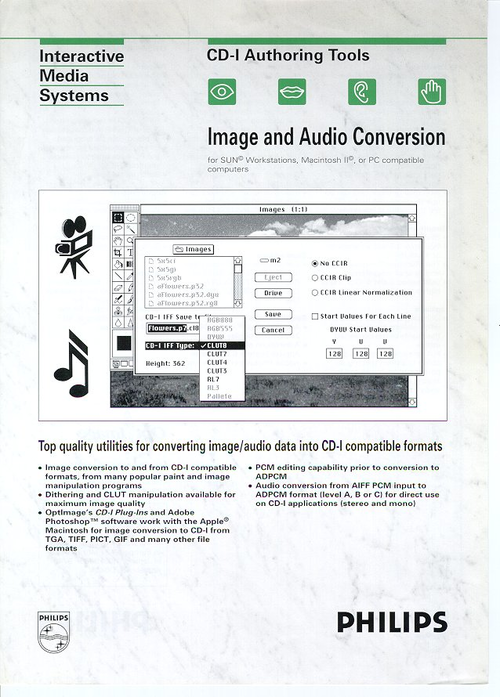 Interactive
Media
Systems
CD-I Authoring Tools
Image and Audio Conversion
for SUN© Workstations, Macintosh II©, or PC compatible
computers
Images (1:1)
Images
5x5ci
5x5gi
5x5rgb
aflowers.p32
aflowers.p32.dyu
aflowers.p32.rgb
m2
Eject
Drive
Save
Cancel
No CCIR
CCIR Clip
CCIR Linear Normalization
Start Values For Each Line
DYUV Start Values
Y U V
128 128 128
CD-I IFF Save
flowers.p7.cl8
CD-I IFF Type:
Height: 362
RGB888
RGB555
DYUV
✓CLUT8
CLUT7
CLUT4
CLUT3
RL7
RL3
Pallete
Top quality utilities for converting image/audio data into CD-I compatible formats
• Image conversion to and from CD-I compatible
formats, from many popular paint and image
manipulation programs
• Dithering and CLUT manipulation available for
maximum image quality
• OptImage's CD-I Plug-Ins and Adobe
Photoshop™ software work with the Apple®
Macintosh for image conversion to CD-I from
TGA, TIFF, PICT, GIF and many other file
formats
• PCM editing capability prior to conversion to
ADPCM
• Audio conversion from AIFF PCM input to
ADPCM format (level A, B or C) for direct use
on CD-I applications (stereo and mono)
PHILIPS
PHILIPS